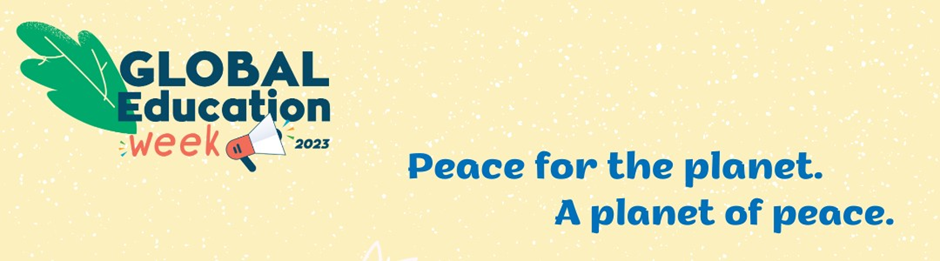 GLOBAL
Education
week 2023
Peace for the planet.
A planet of peace.